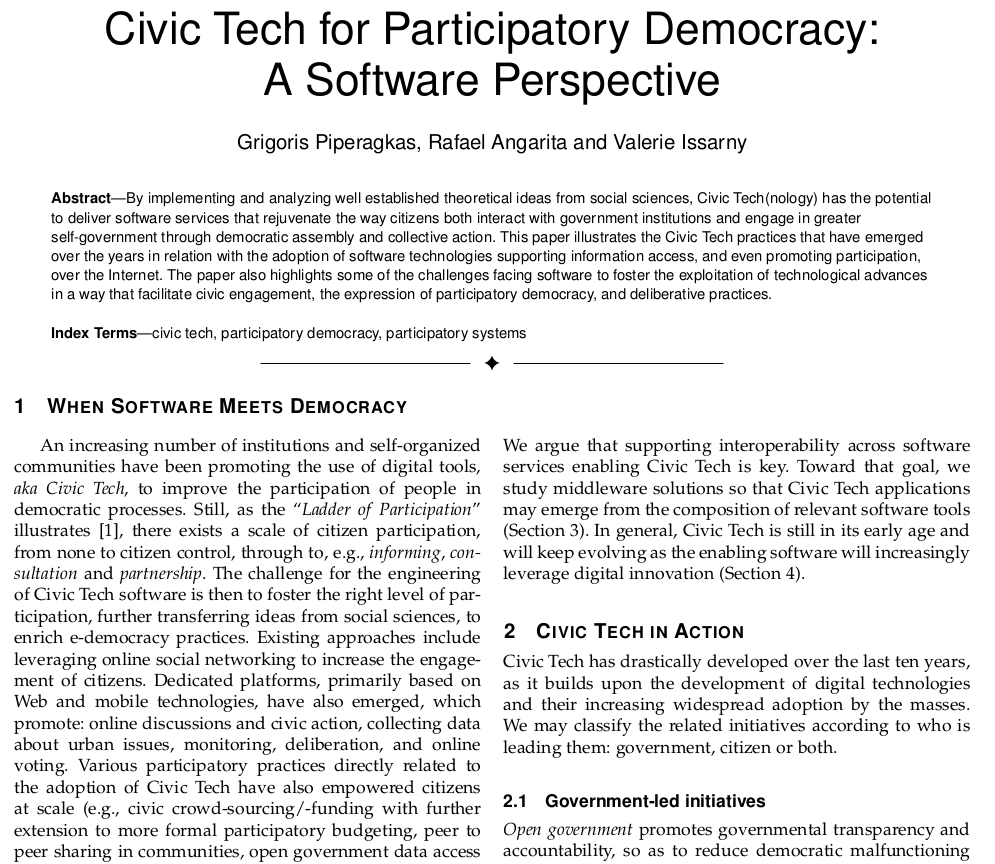 Civic Tech for Participatory Democracy:
A Software Perspective
Grigoris Piperagkas, Rafael Angarita and Valerie Issarny
Abstract—By implementing and analyzing well established theoretical ideas from social sciences, Civic Tech(nology) has the potential
to deliver software services that rejuvenate the way citizens both interact with government institutions and engage in greater
self-government through democratic assembly and collective action. This paper illustrates the Civic Tech practices that have emerged
over the years in relation with the adoption of software technologies supporting information access, and even promoting participation,
over the Internet. The paper also highlights some of the challenges facing software to foster the exploitation of technological advances
in a way that facilitate civic engagement, the expression of participatory democracy, and deliberative practices.
Index Terms—civic tech, participatory democracy, participatory systems
1 WHEN SOFTWARE MEETS DEMOCRACY
An increasing number of institutions and self-organized
communities have been promoting the use of digital tools,
aka Civic Tech, to improve the participation of people in
democratic processes. Still, as the “Ladder of Participation”
illustrates [1], there exists a scale of citizen participation,
from none to citizen control, through to, e.g., informing, con-
sultation and partnership. The challenge for the engineering
of Civic Tech software is then to foster the right level of par-
ticipation, further transferring ideas from social sciences, to
enrich e-democracy practices. Existing approaches include
leveraging online social networking to increase the engage-
ment of citizens. Dedicated platforms, primarily based on
Web and mobile technologies, have also emerged, which
promote: online discussions and civic action, collecting data
about urban issues, monitoring, deliberation, and online
voting. Various participatory practices directly related to
the adoption of Civic Tech have also empowered citizens
at scale (e.g., civic crowd-sourcing/-funding with further
extension to more formal participatory budgeting, peer to
peer sharing in communities, open government data access
We argue that supporting interoperability across software
services enabling Civic Tech is key. Toward that goal, we
study middleware solutions so that Civic Tech applications
may emerge from the composition of relevant software tools
(Section 3). In general, Civic Tech is still in its early age and
will keep evolving as the enabling software will increasingly
leverage digital innovation (Section 4).
2 CIVIC TECH IN ACTION
Civic Tech has drastically developed over the last ten years,
as it builds upon the development of digital technologies
and their increasing widespread adoption by the masses.
We may classify the related initiatives according to who is
leading them: government, citizen or both.
2.1 Government-led initiatives
Open government promotes governmental transparency and
accountability, so as to reduce democratic malfunctioning